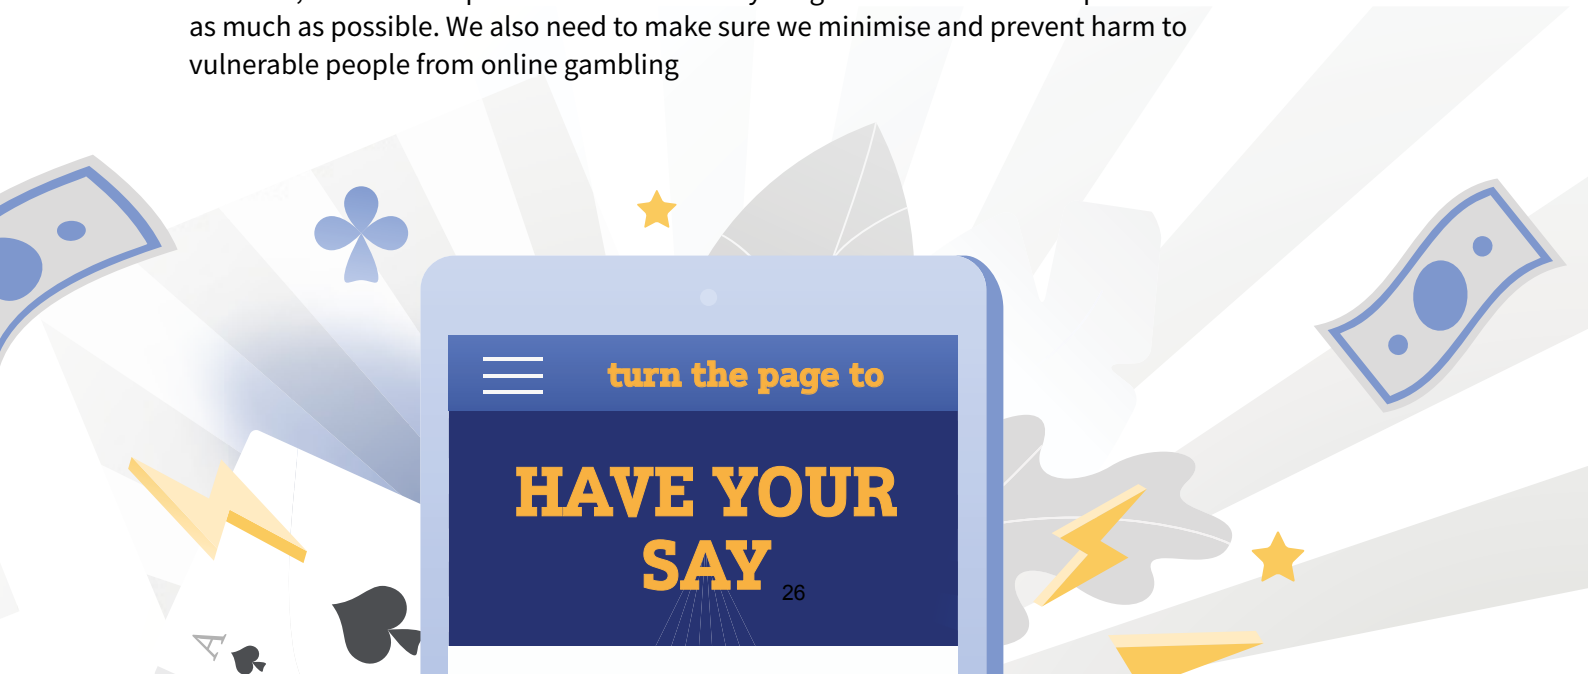 as much as possible. We also need to make sure we minimise and prevent harm to
vulnerable people from online gambling
turn the page to
HAVE YOUR
SAY
26
A